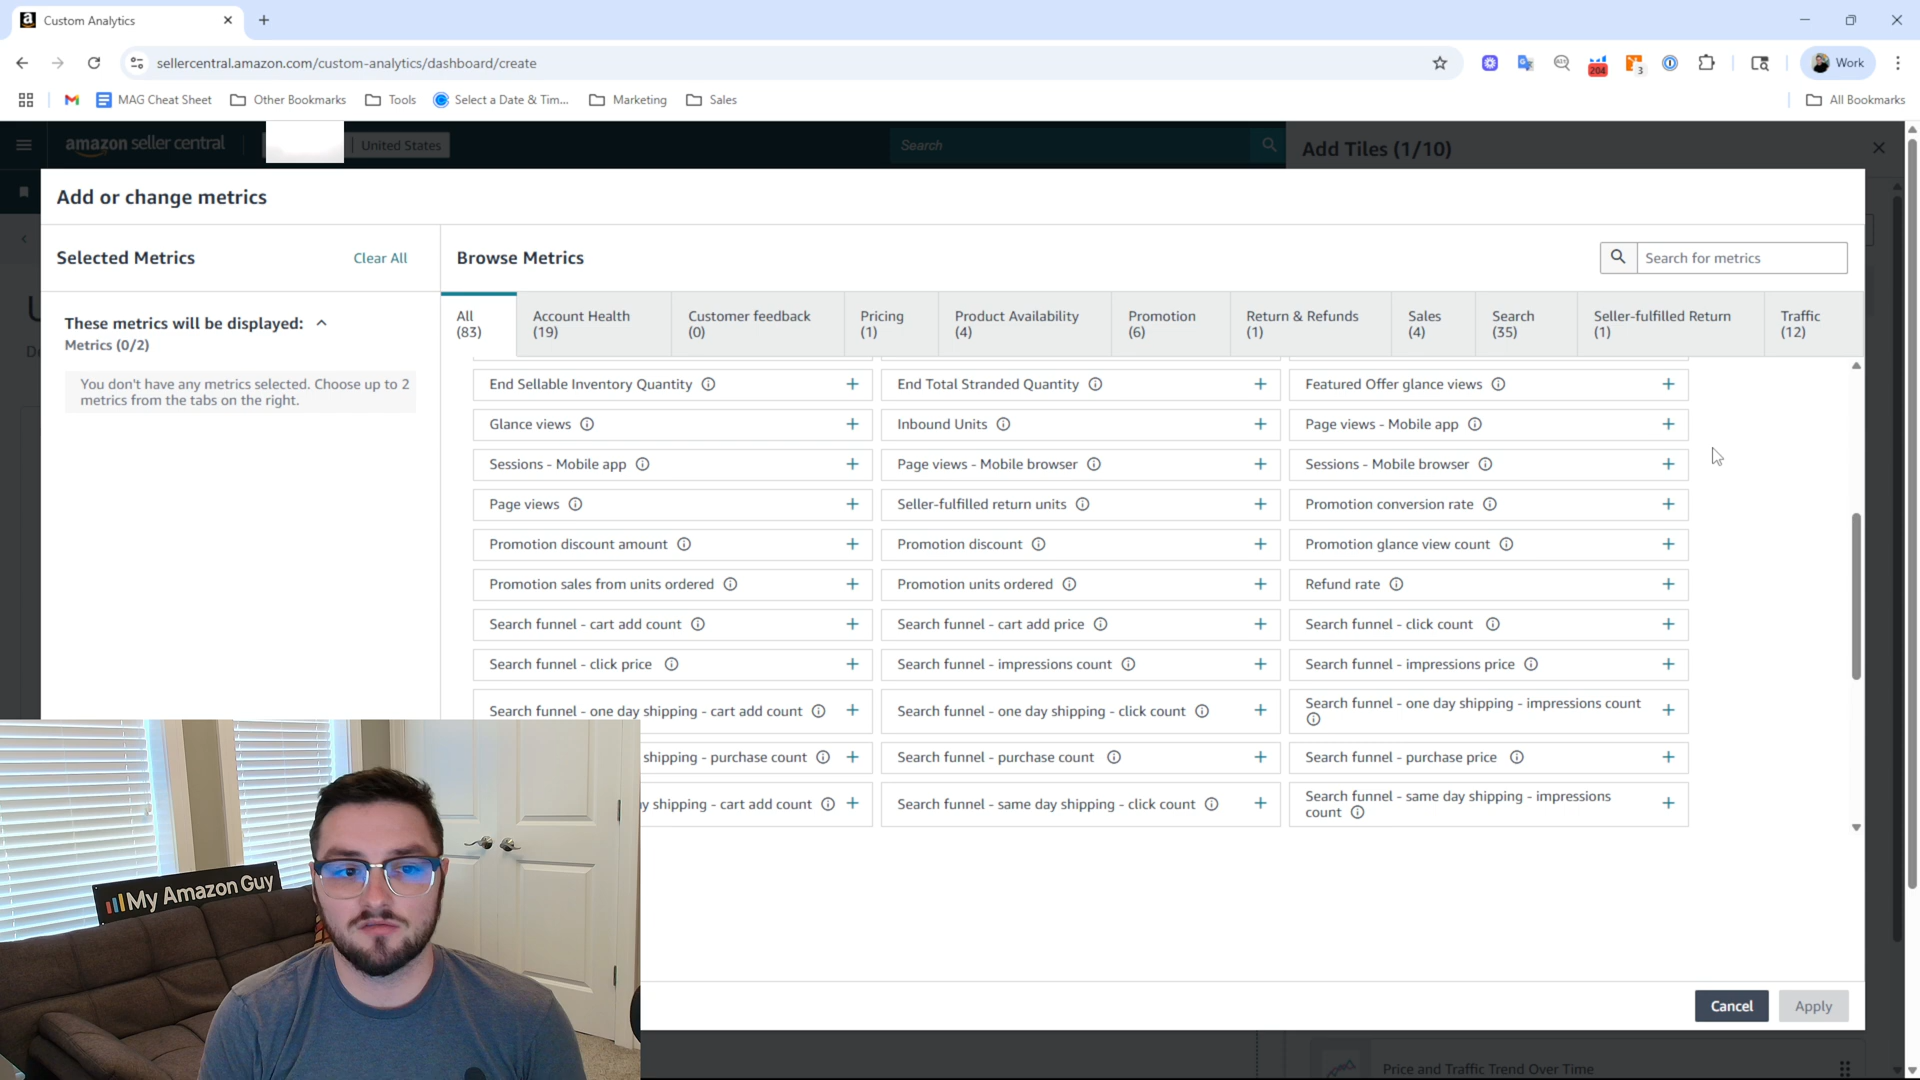 Custom Analytics
sellercentral.amazon.com/custom-analytics/dashboard/create
204
3
Work
MAG Cheat Sheet
Other Bookmarks
Tools
Select a Date & Tim...
Marketing
Sales
All Bookmarks
amazon seller central
United States
Search
Add Tiles (1/10)
Add or change metrics
Selected Metrics
Clear All
Browse Metrics
Search for metrics
These metrics will be displayed:
Metrics (0/2)
You don't have any metrics selected. Choose up to 2
metrics from the tabs on the right.
All
(83)
Account Health
(19)
Customer feedback
(0)
Pricing
(1)
Product Availability
(4)
Promotion
(6)
Return & Refunds
(1)
Sales
(4)
Search
(35)
Seller-fulfilled Return
(1)
Traffic
(12)
End Sellable Inventory Quantity
End Total Stranded Quantity
Featured Offer glance views
Glance views
Inbound Units
Page views - Mobile app
Sessions - Mobile app
Page views - Mobile browser
Sessions - Mobile browser
Page views
Seller-fulfilled return units
Promotion conversion rate
Promotion discount amount
Promotion discount
Promotion glance view count
Promotion sales from units ordered
Promotion units ordered
Refund rate
Search funnel - cart add count
Search funnel - cart add price
Search funnel - click count
Search funnel - click price
Search funnel - impressions count
Search funnel - impressions price
Search funnel - one day shipping - cart add count
Search funnel - one day shipping - click count
Search funnel - one day shipping - impressions count
shipping - purchase count
Search funnel - purchase count
Search funnel - purchase price
y shipping - cart add count
Search funnel - same day shipping - click count
Search funnel - same day shipping - impressions
count
Cancel
Apply
My Amazon Guy
Price and Traffic Trend Over Time